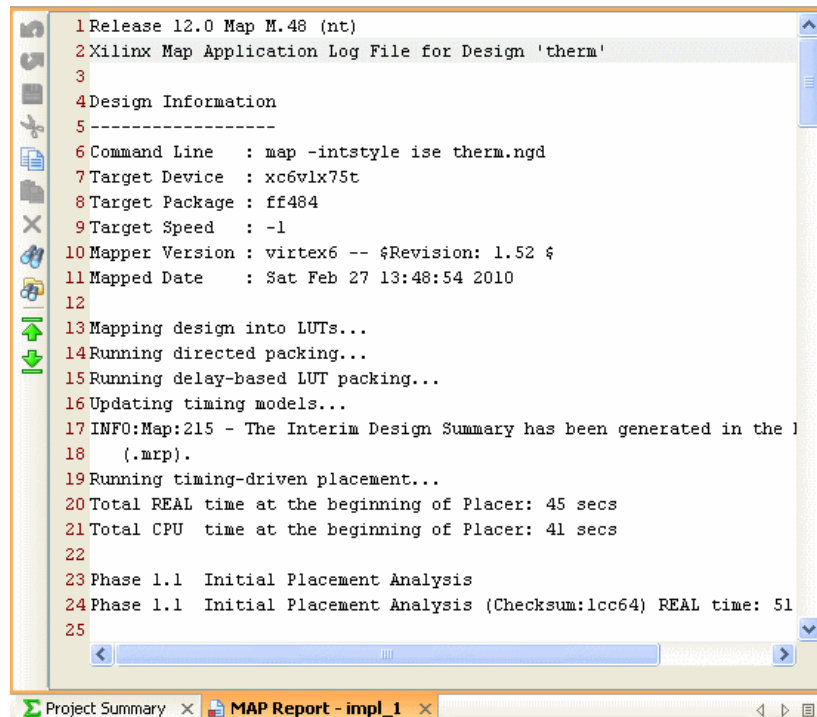 1 Release 12.0 Map M.48 (nt)
2 Xilinx Map Application Log File for Design 'therm'
3
4 Design Information
5 ------------------
6 Command Line   : map -intstyle ise therm.ngd
7 Target Device  : xc6vlx75t
8 Target Package : ff484
9 Target Speed   : -1
10 Mapper Version : virtex6 -- $Revision: 1.52 $
11 Mapped Date    : Sat Feb 27 13:48:54 2010
12
13 Mapping design into LUTs...
14 Running directed packing...
15 Running delay-based LUT packing...
16 Updating timing models...
17 INFO:Map:215 - The Interim Design Summary has been generated in the
18    (.mrp).
19 Running timing-driven placement...
20 Total REAL time at the beginning of Placer: 45 secs
21 Total CPU  time at the beginning of Placer: 41 secs
22
23 Phase 1.1  Initial Placement Analysis
24 Phase 1.1  Initial Placement Analysis (Checksum:1cc64) REAL time: 51
25
Project Summary
MAP Report - impl_1